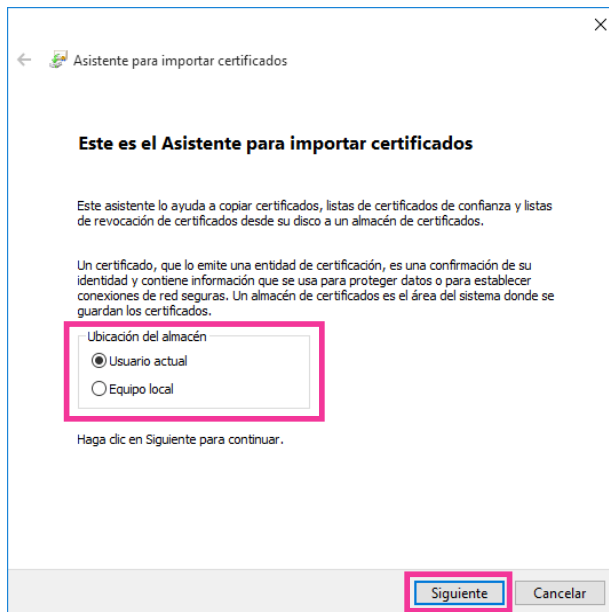 Asistente para importar certificados
Este es el Asistente para importar certificados
Este asistente lo ayuda a copiar certificados, listas de certificados de confianza y listas
de revocación de certificados desde su disco a un almacén de certificados.
Un certificado, que lo emite una entidad de certificación, es una confirmación de su
identidad y contiene información que se usa para proteger datos o para establecer
conexiones de red seguras. Un almacén de certificados es el área del sistema donde se
guardan los certificados.
Ubicación del almacén
Usuario actual
Equipo local
Haga clic en Siguiente para continuar.
Siguiente
Cancelar